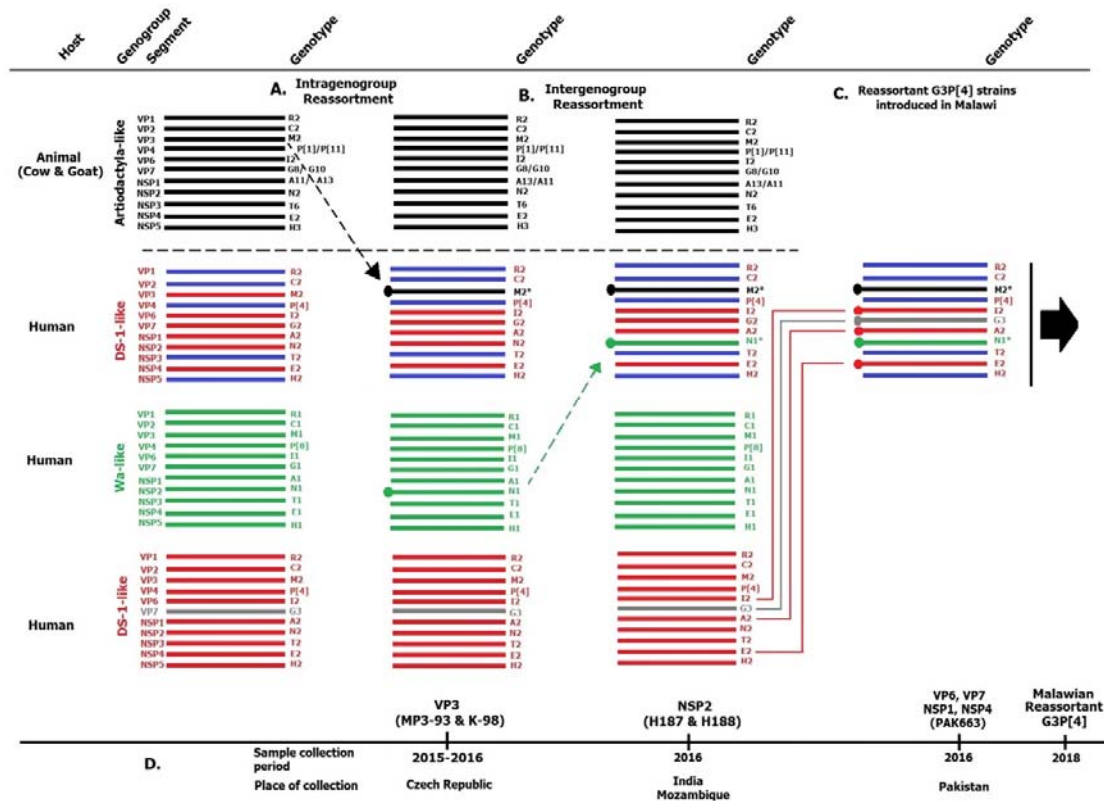 Host
Genogroup
Segment
Genotype
Genotype
Genotype
Genotype
A. Intragenogroup
Reassortment
B. Intergenogroup
Reassortment
C. Reassortant G3P[4] strains
introduced in Malawi
Animal
(Cow & Goat)
Artiodactyla-like
VP1 R2 R2 R2
VP2 C2 C2 C2
VP3 M2 M2 M2
VP4 P[1]/P[11] P[1]/P[11] P[1]/P[11]
VP6 I2 I2 I2
VP7 G8/G10 G8/G10 G8/G10
NSP1 A11/ A13 A13/A11 A13/A11
NSP2 N2 N2 N2
NSP3 T6 T6 T6
NSP4 E2 E2 E2
NSP5 H3 H3 H3
Human
DS-1-like
VP1 R2 R2 R2 R2
VP2 C2 C2 C2 C2
VP3 M2 M2* M2* M2*
VP4 P[4] P[4] P[4] P[4]
VP6 I2 I2 I2 I2
VP7 G2 G2 G2 G3
NSP1 A2 A2 A2 A2
NSP2 N2 N2 N1* N1*
NSP3 T2 T2 T2 T2
NSP4 E2 E2 E2 E2
NSP5 H2 H2 H2 H2
Human
Wa-like
VP1 R1 R1 R1
VP2 C1 C1 C1
VP3 M1 M1 M1
VP4 P[8] P[8] P[8]
VP6 I1 I1 I1
VP7 G1 G1 G1
NSP1 A1 A1 A1
NSP2 N1 N1 N1
NSP3 T1 T1 T1
NSP4 E1 E1 E1
NSP5 H1 H1 H1
Human
DS-1-like
VP1 R2 R2 R2
VP2 C2 C2 C2
VP3 M2 M2 M2
VP4 P[4] P[4] P[4]
VP6 I2 I2 I2
VP7 G3 G3 G3
NSP1 A2 A2 A2
NSP2 N2 N2 N2
NSP3 T2 T2 T2
NSP4 E2 E2 E2
NSP5 H2 H2 H2
VP3
(MP3-93 & K-98)
NSP2
(H187 & H188)
VP6, VP7
NSP1, NSP4
(PAK663)
Malawian
Reassortant
G3P[4]
D.
Sample collection
period
2015-2016 2016 2016 2018
Place of collection
Czech Republic
India
Mozambique
Pakistan